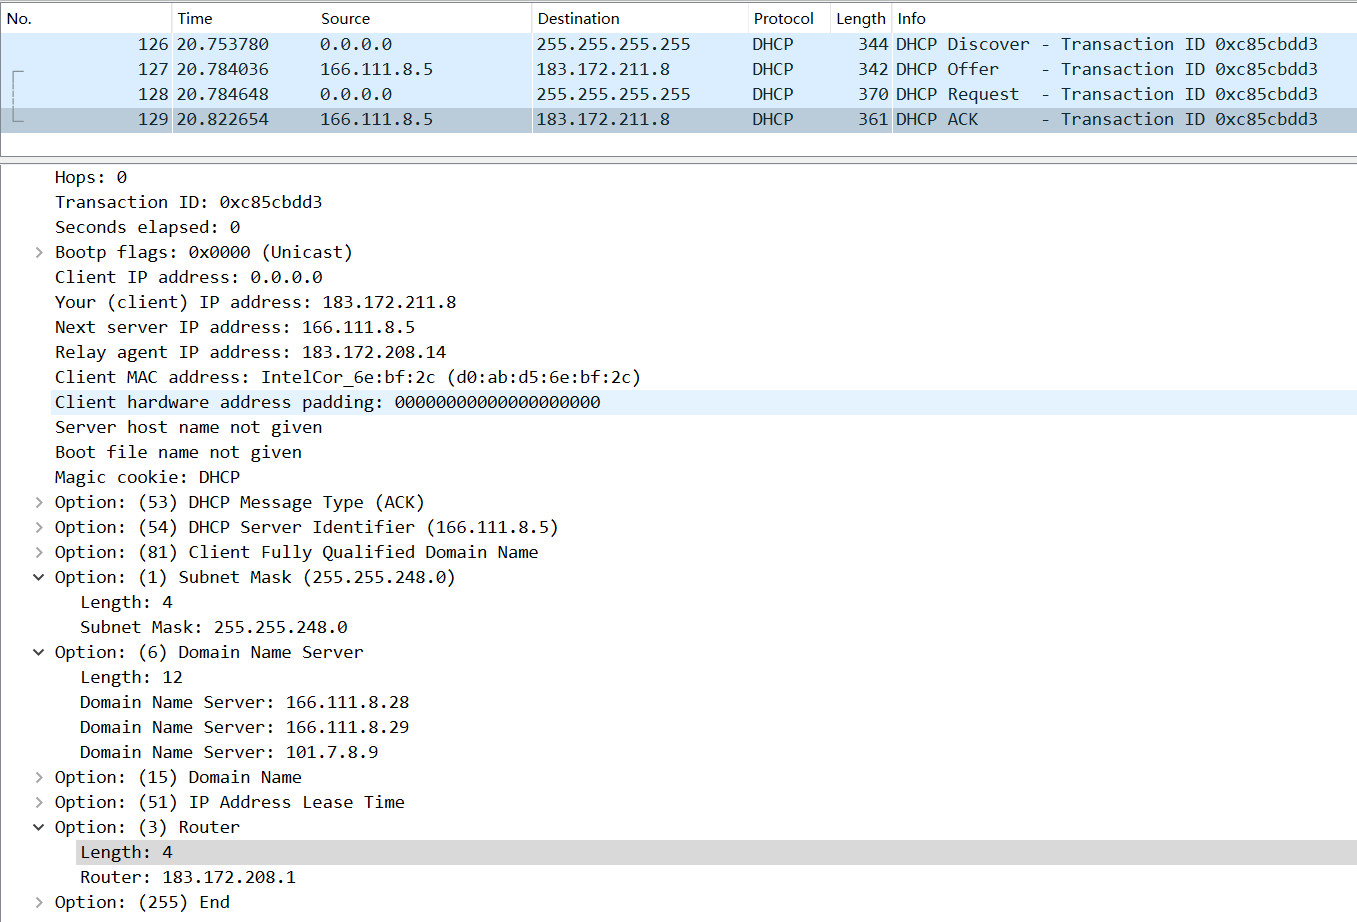 No. Time Source Destination Protocol Length Info
126 20.753780 0.0.0.0 255.255.255.255 DHCP 344 DHCP Discover - Transaction ID 0xc85cbdd3
127 20.784036 166.111.8.5 183.172.211.8 DHCP 342 DHCP Offer - Transaction ID 0xc85cbdd3
128 20.784648 0.0.0.0 255.255.255.255 DHCP 370 DHCP Request - Transaction ID 0xc85cbdd3
129 20.822654 166.111.8.5 183.172.211.8 DHCP 361 DHCP ACK - Transaction ID 0xc85cbdd3
Hops: 0
Transaction ID: 0xc85cbdd3
Seconds elapsed: 0
Bootp flags: 0x0000 (Unicast)
Client IP address: 0.0.0.0
Your (client) IP address: 183.172.211.8
Next server IP address: 166.111.8.5
Relay agent IP address: 183.172.208.14
Client MAC address: IntelCor_6e:bf:2c (d0:ab:d5:6e:bf:2c)
Client hardware address padding: 00000000000000000000
Server host name not given
Boot file name not given
Magic cookie: DHCP
Option: (53) DHCP Message Type (ACK)
Option: (54) DHCP Server Identifier (166.111.8.5)
Option: (81) Client Fully Qualified Domain Name
Option: (1) Subnet Mask (255.255.248.0)
Length: 4
Subnet Mask: 255.255.248.0
Option: (6) Domain Name Server
Length: 12
Domain Name Server: 166.111.8.28
Domain Name Server: 166.111.8.29
Domain Name Server: 101.7.8.9
Option: (15) Domain Name
Option: (51) IP Address Lease Time
Option: (3) Router
Length: 4
Router: 183.172.208.1
Option: (255) End